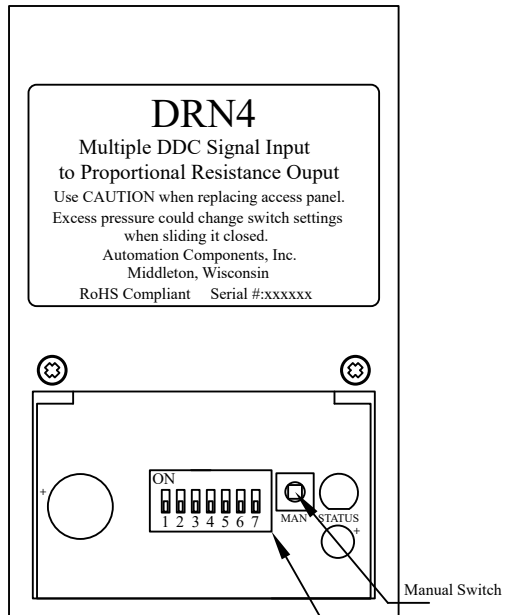 DRN4
Multiple DDC Signal Input
to Proportional Resistance Ouput
Use CAUTION when replacing access panel.
Excess pressure could change switch settings
when sliding it closed.
Automation Components, Inc.
Middleton, Wisconsin
RoHS Compliant Serial #:xxxxxx
ON
1 2 3 4 5 6 7
MAN STATUS
+
+
Manual Switch